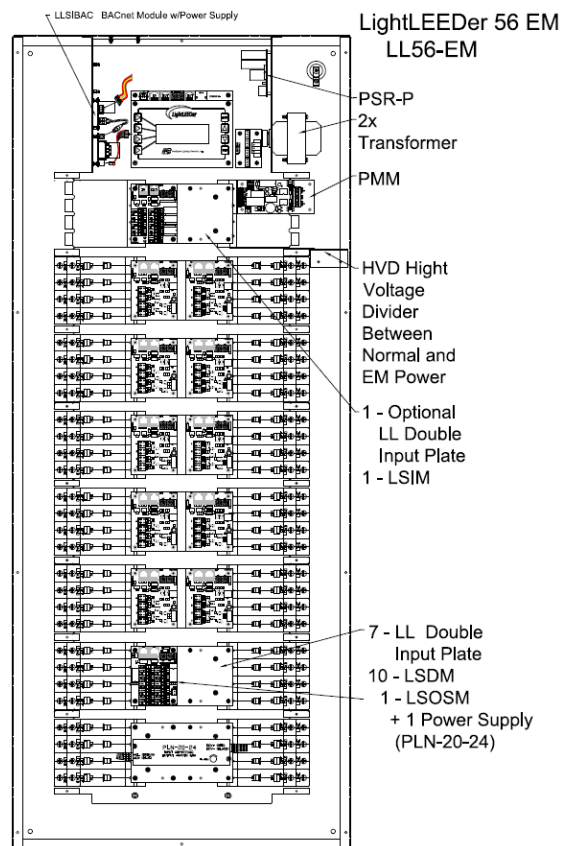 LLSIBAC BACnet Module w/Power Supply
LightLEEDer 56 EM
LL56-EM
LightLEEDer
PSR-P
2x
Transformer
PMM
HVD Hight
Voltage
Divider
Between
Normal and
EM Power
1 - Optional
LL Double
Input Plate
1 - LSIM
7 - LL Double
Input Plate
10 - LSDM
1 - LSOSM
+ 1 Power Supply
(PLN-20-24)
PLN-20-24